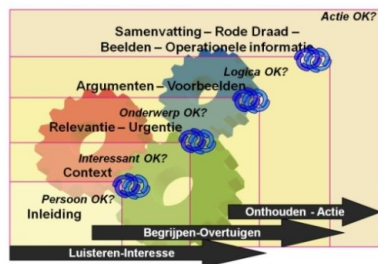 Actie OK?
Samenvatting – Rode Draad –
Beelden – Operationele informatie
Logica OK?
Argumenten – Voorbeelden
Onderwerp OK?
Relevantie – Urgentie
Interessant OK?
Context
Persoon OK?
Inleiding
Onthouden - Actie
Begrijpen-Overtuigen
Luisteren-Interesse